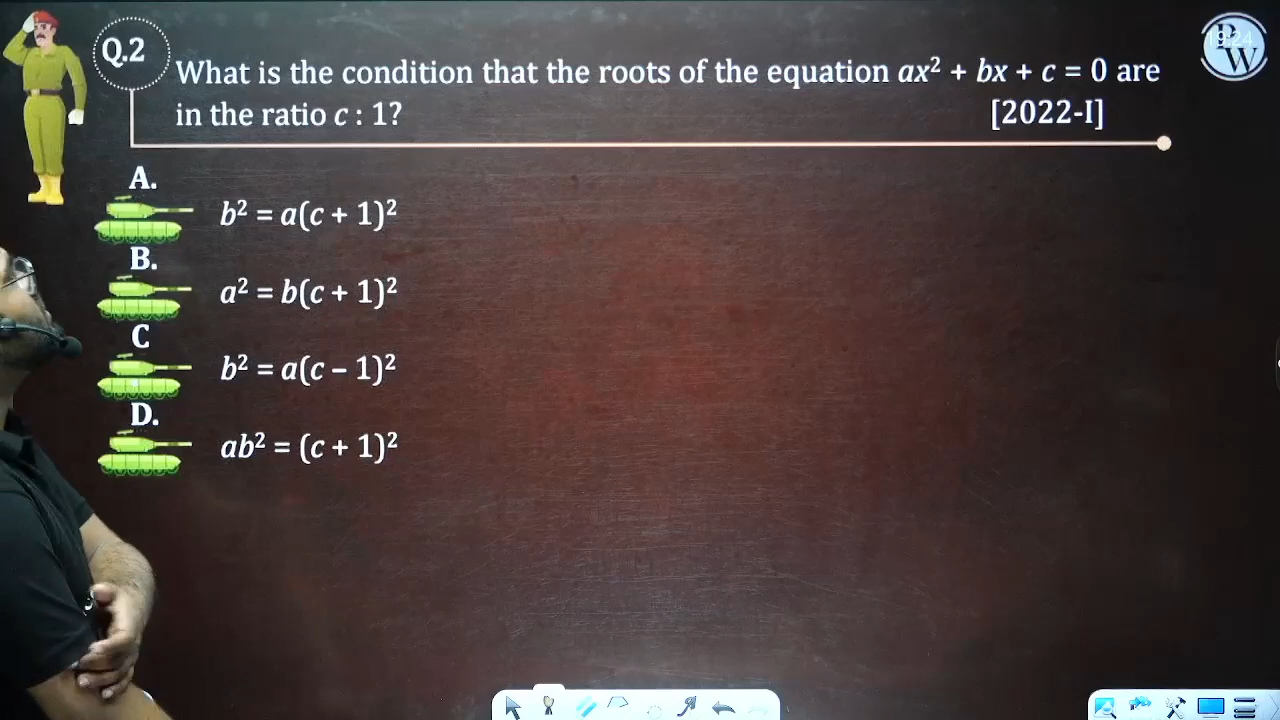 Q.2
What is the condition that the roots of the equation ax² + bx + c = 0 are
in the ratio c : 1?
[2022-I]
A.
b² = a(c + 1)²
B.
a² = b(c + 1)²
C
b² = a(c – 1)²
D.
ab² = (c + 1)²
P
W